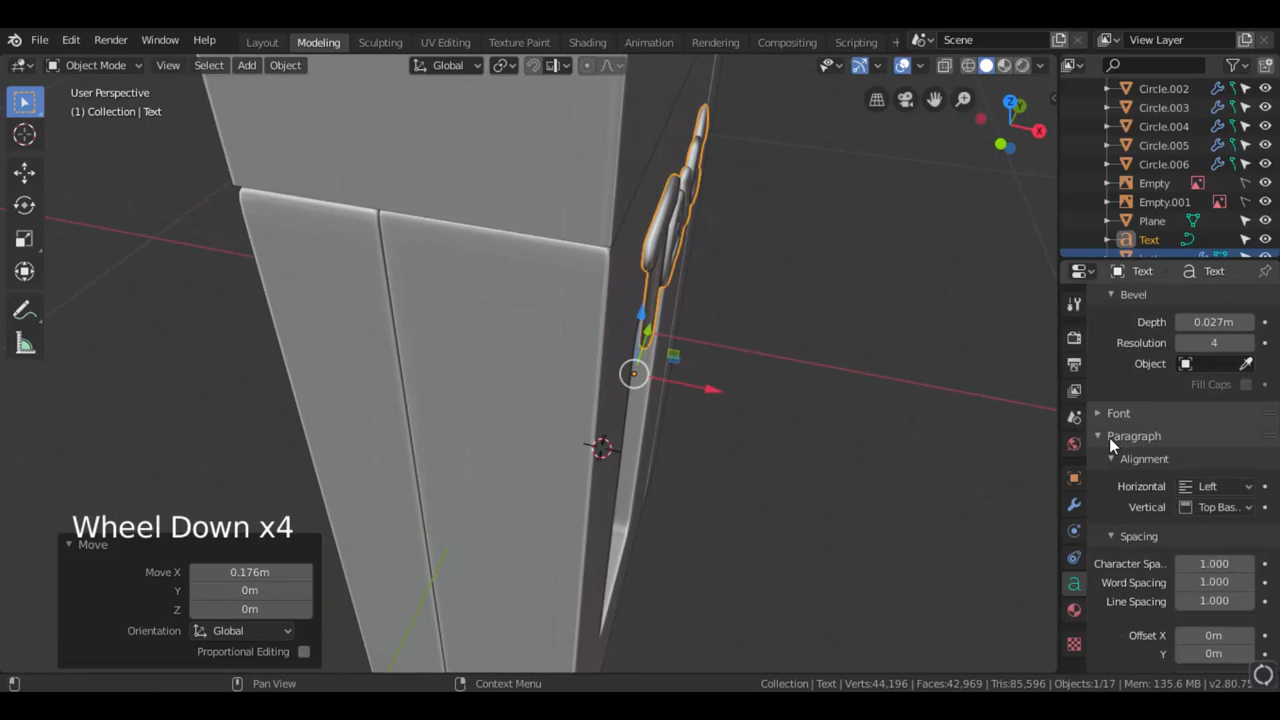 File Edit Render Window Help Layout Modeling Sculpting UV Editing Texture Paint Shading Animation Rendering Compositing Scripting + Scene View Layer
Object Mode View Select Add Object Global
User Perspective
(1) Collection | Text
Z
Y
X
Circle.002
Circle.003
Circle.004
Circle.005
Circle.006
Empty
Empty.001
Plane
a Text
Text a Text
Bevel
Depth 0.027m
Resolution 4
Object
Fill Caps
Font
Paragraph
Alignment
Horizontal Left
Vertical Top Bas..
Spacing
Character Spa.. 1.000
Word Spacing 1.000
Line Spacing 1.000
Offset X 0m
Y 0m
Wheel Down x4
Move
Move X 0.176m
Y 0m
Z 0m
Orientation Global
Proportional Editing
Pan View Context Menu Collection | Text | Verts:44,196 | Faces:42,969 | Tris:85,596 | Objects:1/17 | Mem: 135.6 MB | v2.80.75